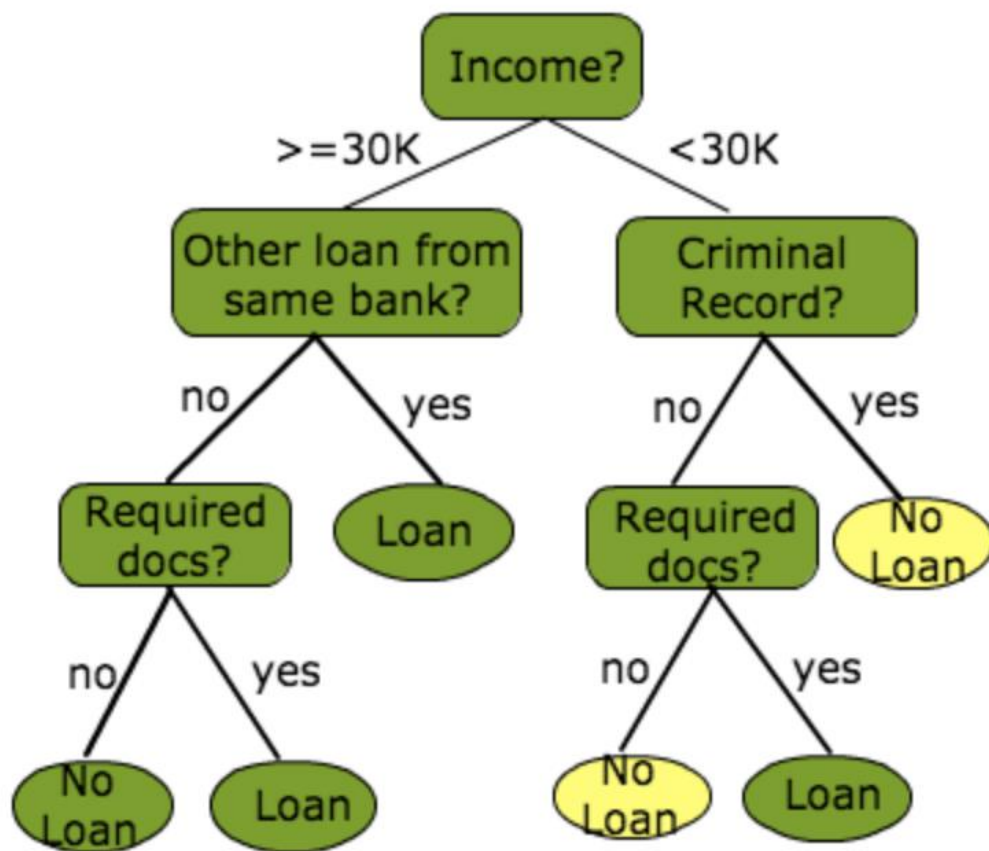 Income?
>=30K
<30K
Other loan from
same bank?
Criminal
Record?
no
yes
no
yes
Required
docs?
Loan
Required
docs?
No
Loan
no
yes
no
yes
No
Loan
Loan
No
Loan
Loan